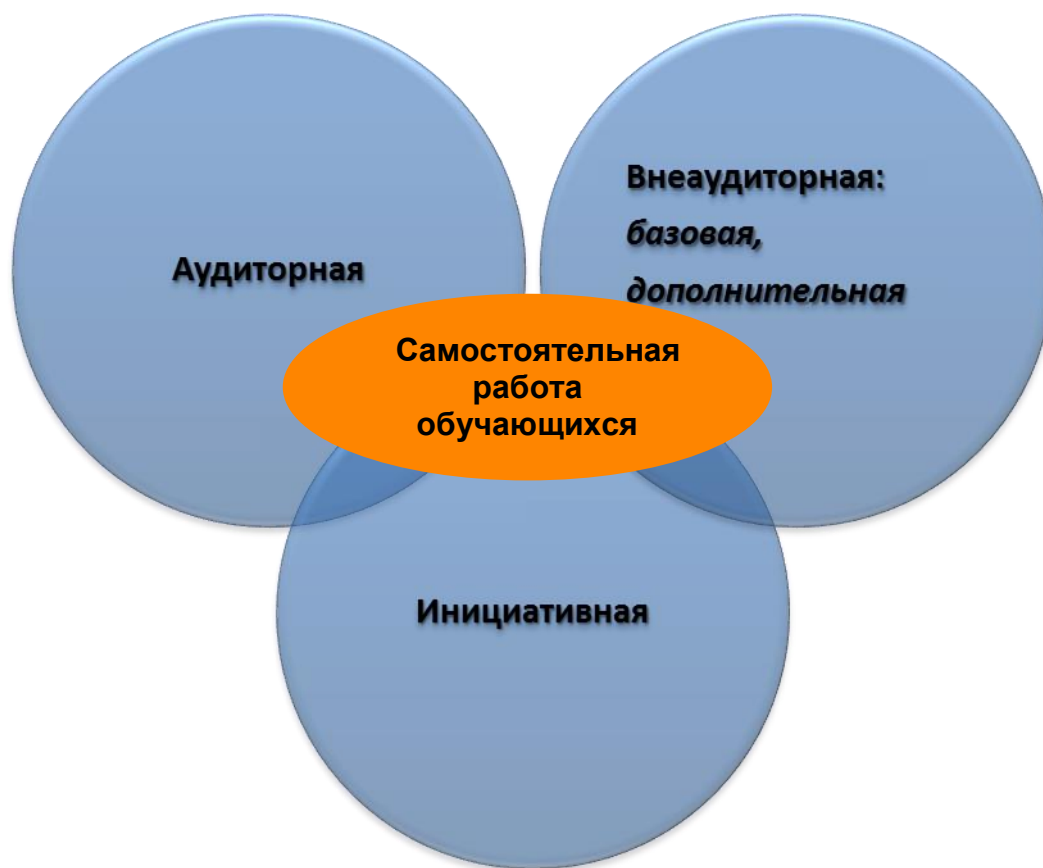 Внеаудиторная:
базовая,
дополнительная
Аудиторная
Самостоятельная
работа
обучающихся
Инициативная